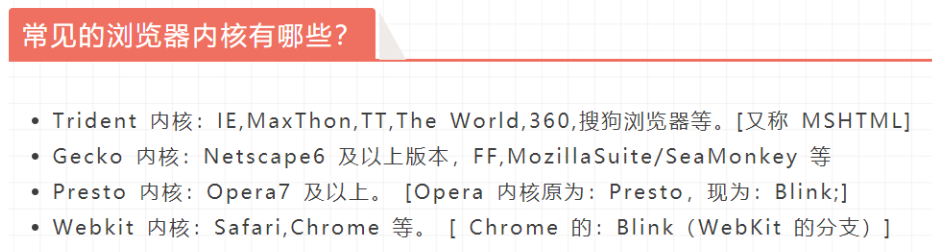 常见的浏览器内核有哪些？
• Trident 内核：IE,MaxThon,TT,The World,360,搜狗浏览器等。[又称 MSHTML]
• Gecko 内核：Netscape6 及以上版本，FF,MozillaSuite/SeaMonkey 等
• Presto 内核：Opera7 及以上。 [Opera 内核原为：Presto，现为：Blink;]
• Webkit 内核：Safari,Chrome 等。 [ Chrome 的：Blink（WebKit 的分支）]